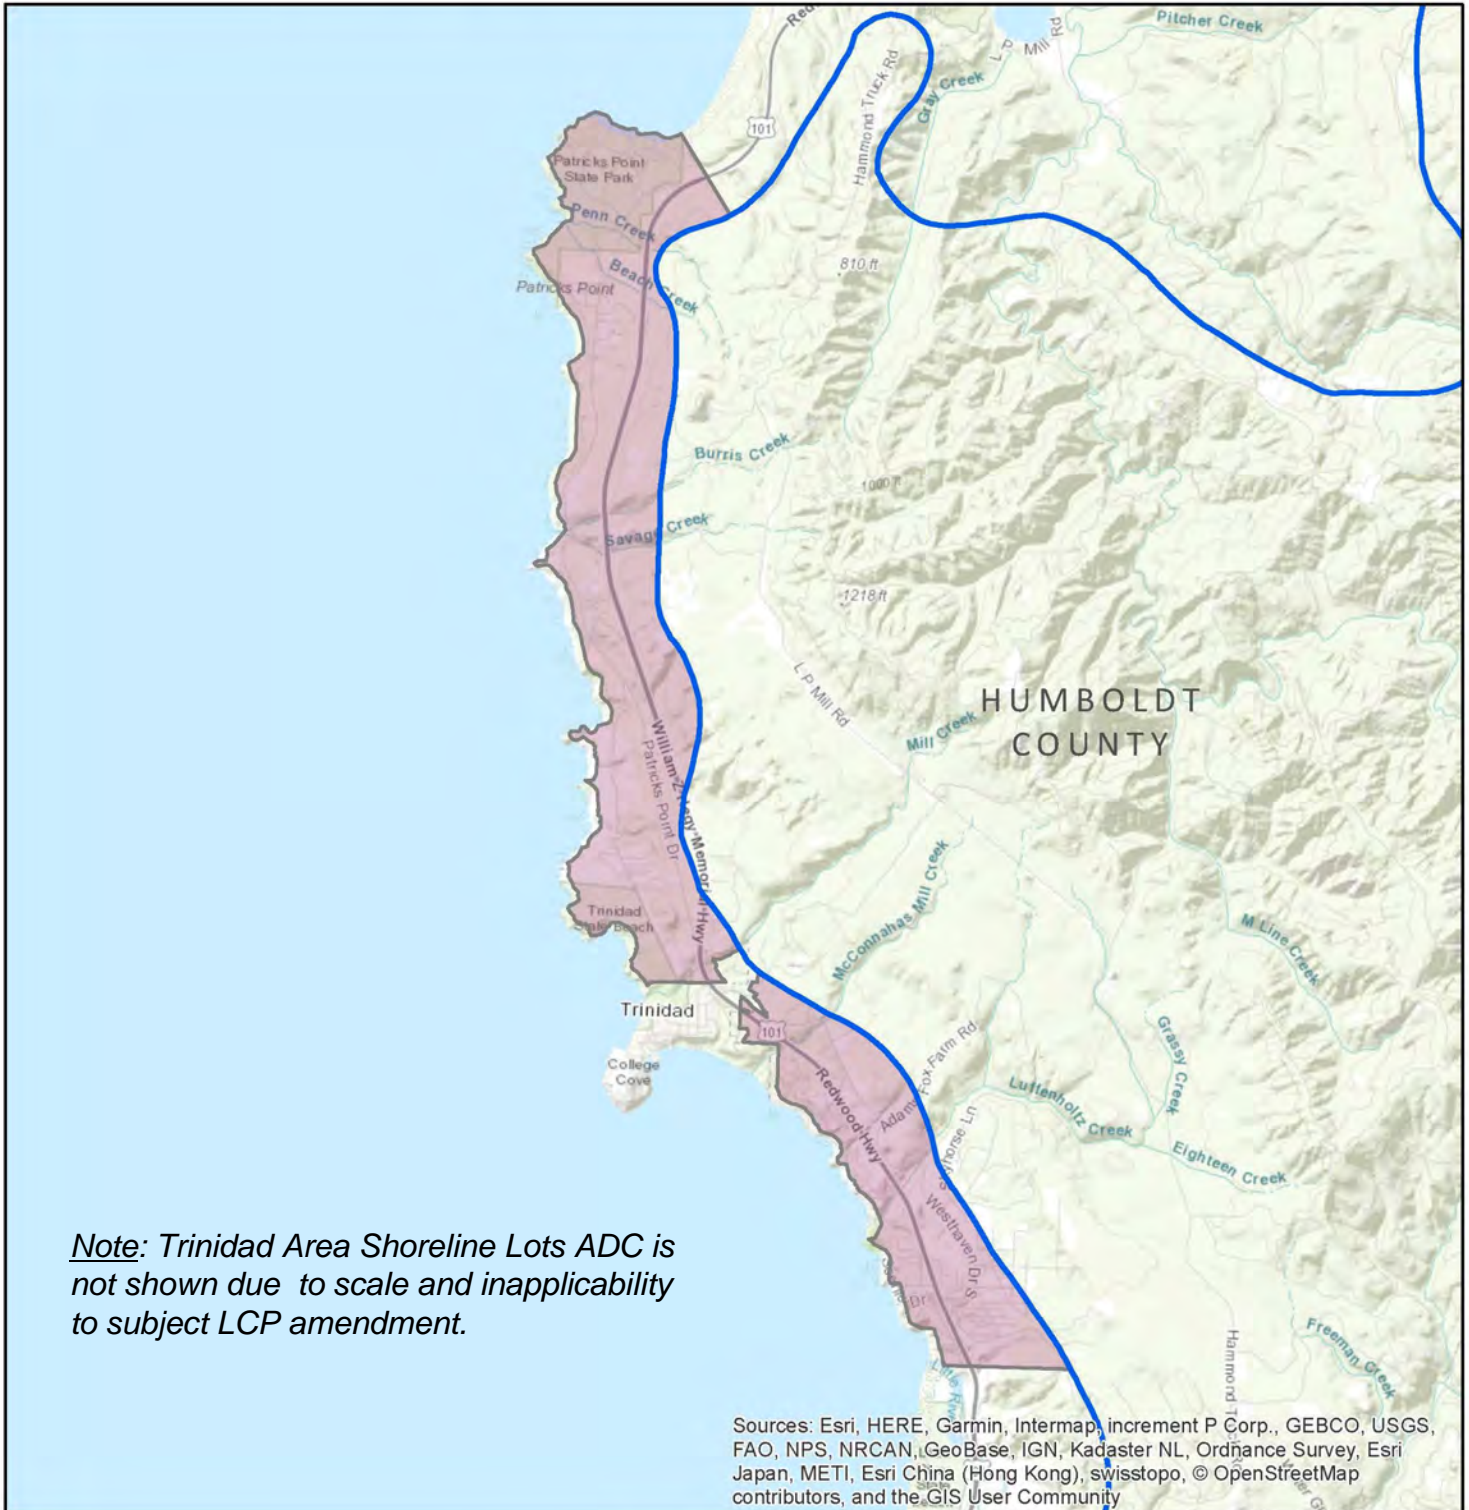 Pitcher Creek
L P Mill Rd
Hammond Truck Rd
Gray Creek
101
Patricks Point
State Park
Penn Creek
Beach Creek
Patricks Point
810 ft
Burris Creek
1000 ft
Savage Creek
1218 ft
L P Mill Rd
HUMBOLDT
COUNTY
Mill Creek
Patricks Point Dr
McConnahas Mill Creek
M Line Creek
Trinidad
State Beach
Trinidad
101
College
Cove
Grassy Creek
Adams Fox Farm Rd
Redwood Hwy
Luffenholtz Creek
Eighteen Creek
Westhaven Dr S
Note: Trinidad Area Shoreline Lots ADC is
not shown due to scale and inapplicability
to subject LCP amendment.
Freeman Creek
Sources: Esri, HERE, Garmin, Intermap, increment P Corp., GEBCO, USGS,
FAO, NPS, NRCAN, GeoBase, IGN, Kadaster NL, Ordnance Survey, Esri
Japan, METI, Esri China (Hong Kong), swisstopo, © OpenStreetMap
contributors, and the GIS User Community